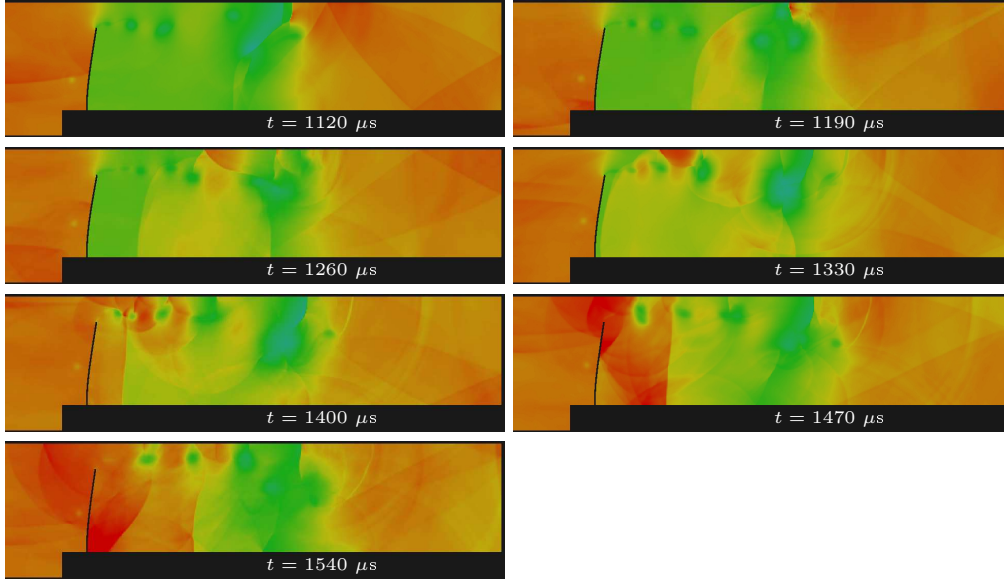 t = 1120 μs
t = 1190 μs
t = 1260 μs
t = 1330 μs
t = 1400 μs
t = 1470 μs
t = 1540 μs